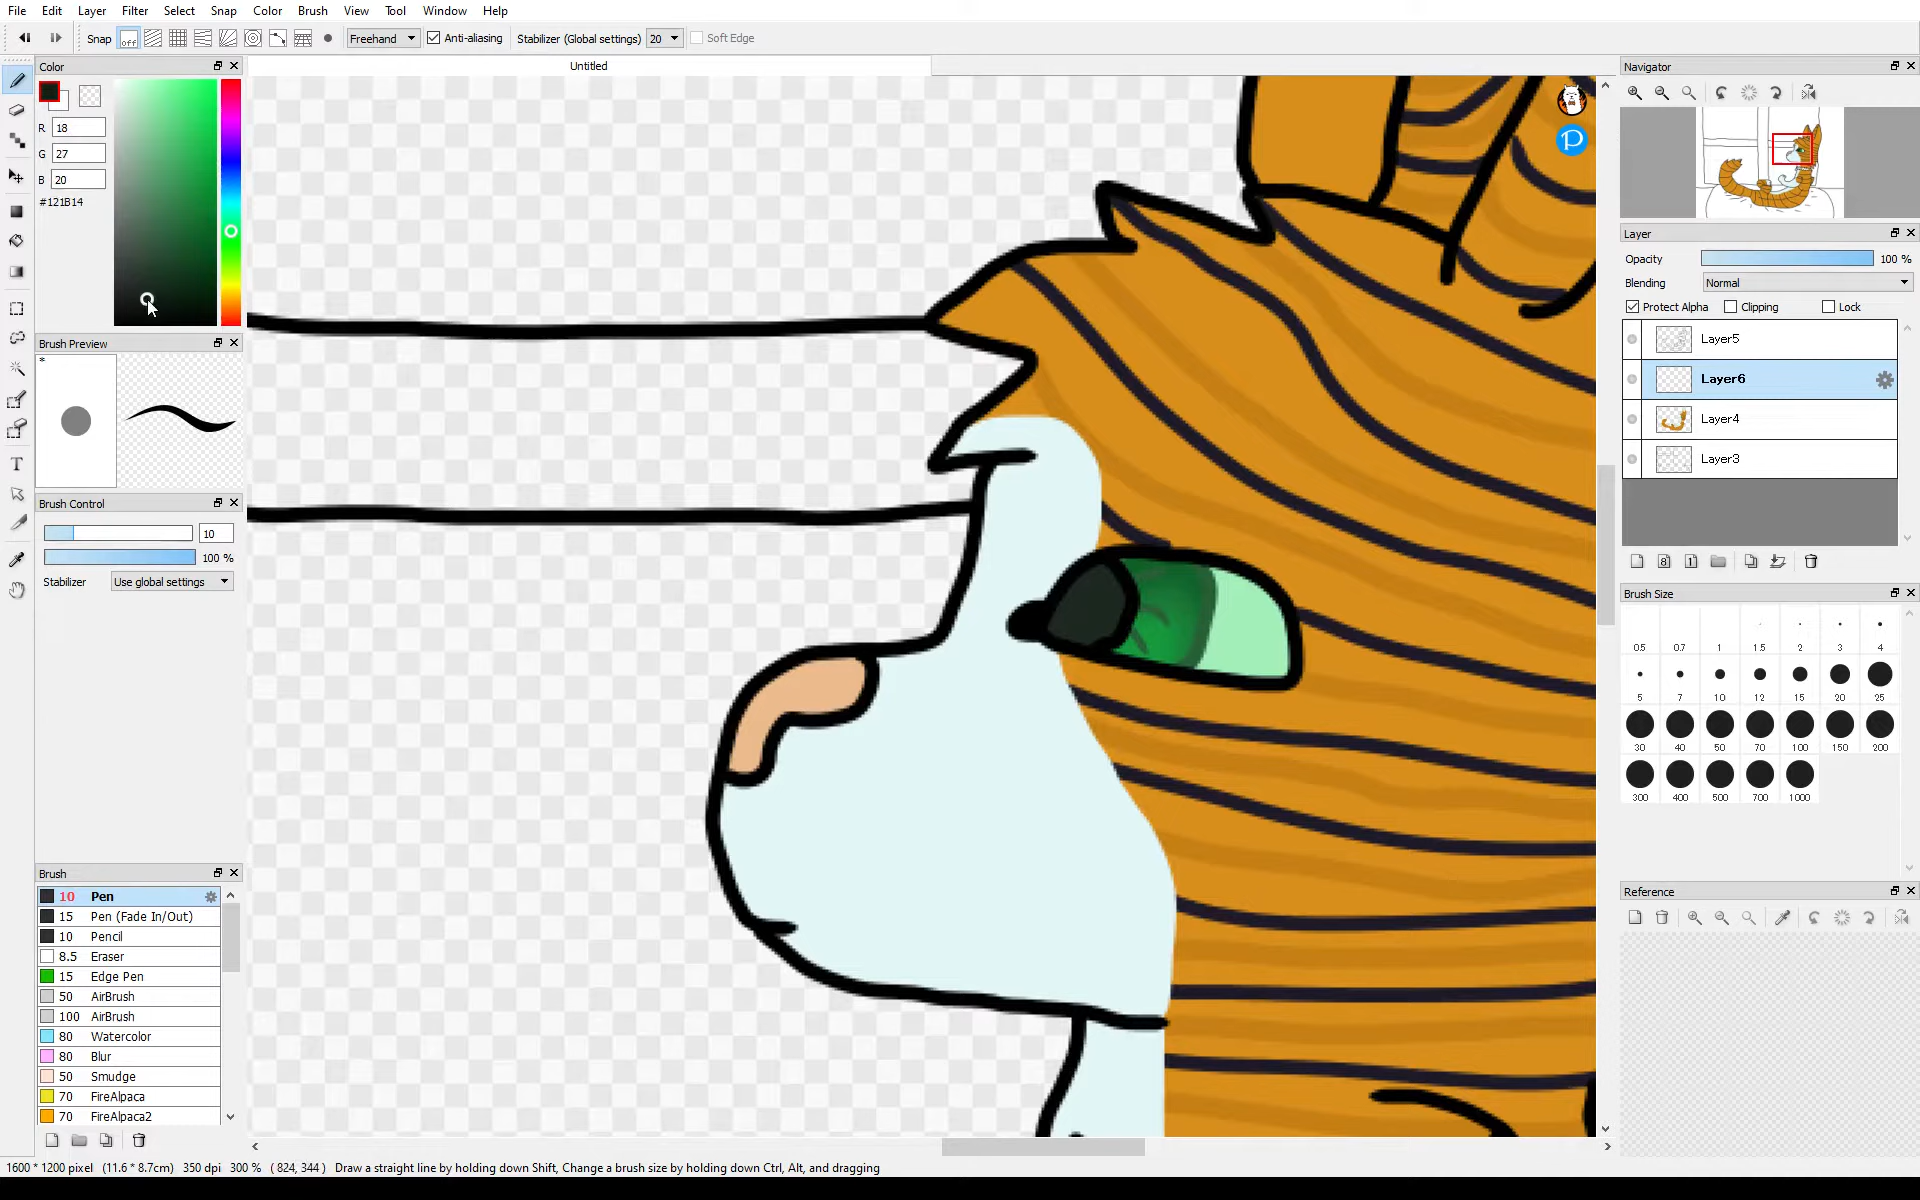 File Edit Layer Filter Select Snap Color Brush View Tool Window Help
Snap off Freehand Anti-aliasing Stabilizer (Global settings) 20 Soft Edge
Color
Untitled
Navigator
R 18
G 27
B 20
#121B14
Layer
Opacity 100 %
Blending Normal
Protect Alpha Clipping Lock
Layer5
Layer6
Layer4
Layer3
Brush Preview
*
Brush Control
10
100 %
Stabilizer Use global settings
Brush Size
0.5 0.7 1 1.5 2 3 4
5 7 10 12 15 20 25
30 40 50 70 100 150 200
300 400 500 700 1000
Brush
10 Pen
15 Pen (Fade In/Out)
10 Pencil
8.5 Eraser
15 Edge Pen
50 AirBrush
100 AirBrush
80 Watercolor
80 Blur
50 Smudge
70 FireAlpaca
70 FireAlpaca2
Reference
1600 * 1200 pixel (11.6 * 8.7cm) 350 dpi 300 % ( 824, 344 ) Draw a straight line by holding down Shift, Change a brush size by holding down Ctrl, Alt, and dragging